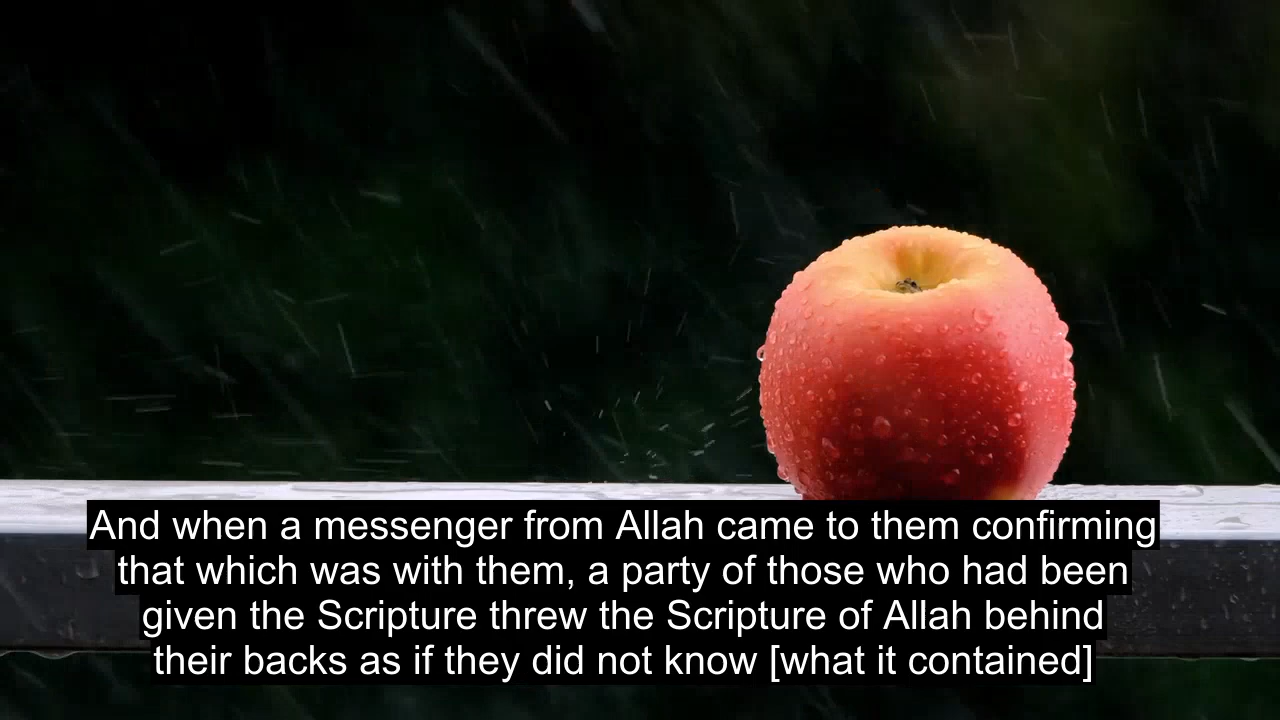 And when a messenger from Allah came to them confirming
that which was with them, a party of those who had been
given the Scripture threw the Scripture of Allah behind
their backs as if they did not know [what it contained]